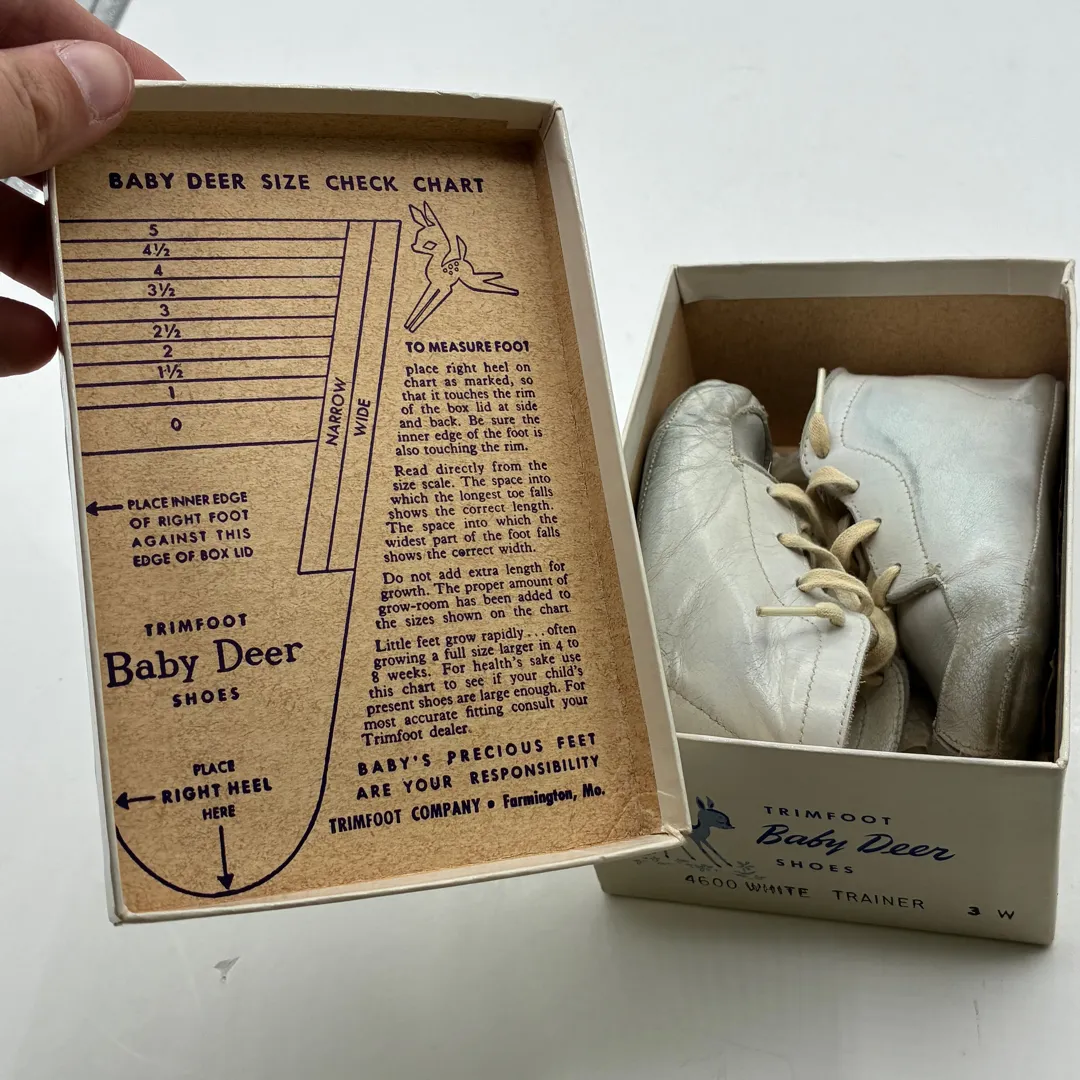 BABY DEER SIZE CHECK CHART
5
4½
4
3½
3
2½
2
1½
1
0
NARROW
WIDE
PLACE INNER EDGE
OF RIGHT FOOT
AGAINST THIS
EDGE OF BOX LID
TRIMFOOT
Baby Deer
SHOES
PLACE
RIGHT HEEL
HERE
TO MEASURE FOOT
place right heel on
chart as marked, so
that it touches the rim
of the box lid at side
and back. Be sure the
inner edge of the foot is
also touching the rim.
Read directly from the
size scale. The space into
which the longest toe falls
shows the correct length.
The space into which the
widest part of the foot falls
shows the correct width.
Do not add extra length for
growth. The proper amount of
grow-room has been added to
the sizes shown on the chart.
Little feet grow rapidly...often
growing a full size larger in 4 to
8 weeks. For health's sake use
this chart to see if your child's
present shoes are large enough. For
most accurate fitting consult your
Trimfoot dealer.
BABY'S PRECIOUS FEET
ARE YOUR RESPONSIBILITY
TRIMFOOT COMPANY • Farmington, Mo.
TRIMFOOT
Baby Deer
SHOES
4600 WHITE TRAINER 3 W